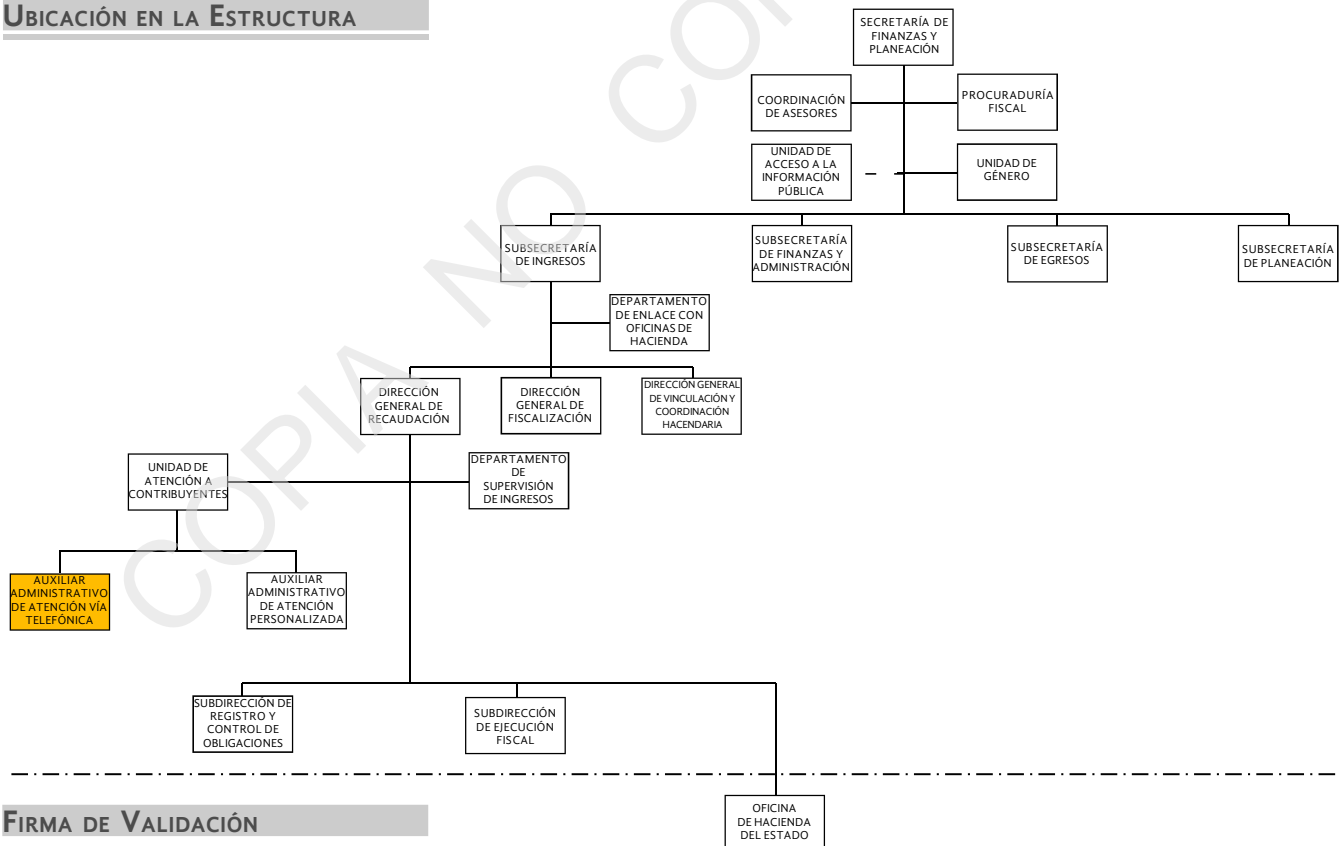 UBICACIÓN EN LA ESTRUCTURA
SECRETARÍA DE
FINANZAS Y
PLANEACIÓN
COORDINACIÓN
DE ASESORES
PROCURADURÍA
FISCAL
UNIDAD DE
ACCESO A LA
INFORMACIÓN
PÚBLICA
UNIDAD DE
GÉNERO
SUBSECRETARÍA
DE INGRESOS
SUBSECRETARÍA
DE FINANZAS Y
ADMINISTRACIÓN
SUBSECRETARÍA
DE EGRESOS
SUBSECRETARÍA
DE PLANEACIÓN
DEPARTAMENTO
DE ENLACE CON
OFICINAS DE
HACIENDA
DIRECCIÓN
GENERAL DE
RECAUDACIÓN
DIRECCIÓN
GENERAL DE
FISCALIZACIÓN
DIRECCIÓN GENERAL
DE VINCULACIÓN Y
COORDINACIÓN
HACENDARIA
UNIDAD DE
ATENCIÓN A
CONTRIBUYENTES
DEPARTAMENTO
DE
SUPERVISIÓN
DE INGRESOS
AUXILIAR
ADMINISTRATIVO
DE ATENCIÓN VÍA
TELEFÓNICA
AUXILIAR
ADMINISTRATIVO
DE ATENCIÓN
PERSONALIZADA
SUBDIRECCIÓN DE
REGISTRO Y
CONTROL DE
OBLIGACIONES
SUBDIRECCIÓN
DE EJECUCIÓN
FISCAL
OFICINA
DE HACIENDA
DEL ESTADO
FIRMA DE VALIDACIÓN
COPIA NO